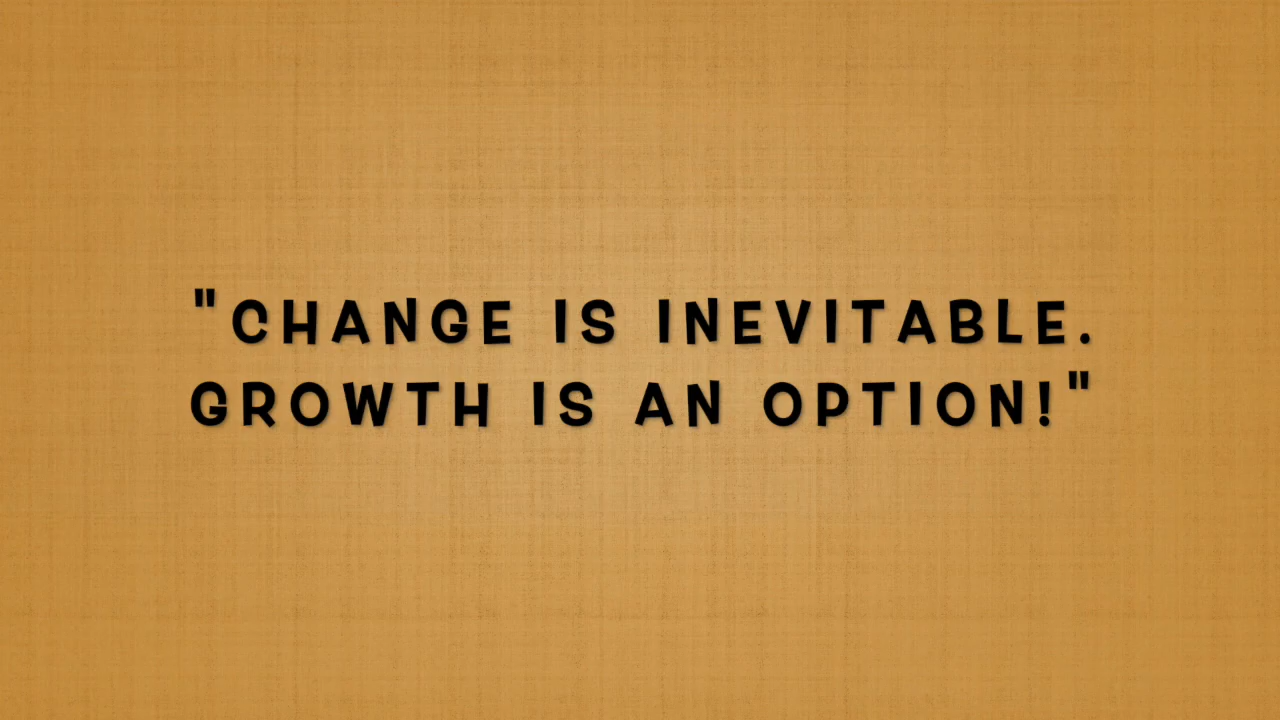 "CHANGE IS INEVITABLE.
GROWTH IS AN OPTION!"